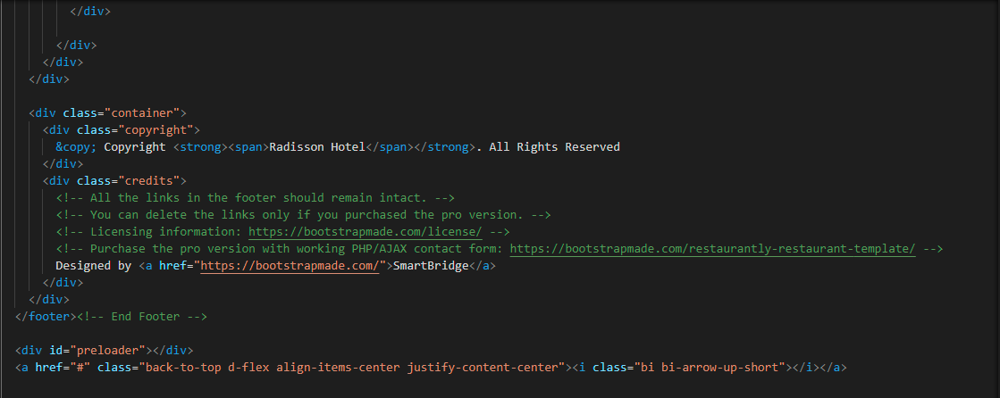 </div>
</div>
</div>
</div>
<div class="container">
<div class="copyright">
&copy; Copyright <strong><span>Radisson Hotel</span></strong>. All Rights Reserved
</div>
<div class="credits">
<!-- All the links in the footer should remain intact. -->
<!-- You can delete the links only if you purchased the pro version. -->
<!-- Licensing information: https://bootstrapmade.com/license/ -->
<!-- Purchase the pro version with working PHP/AJAX contact form: https://bootstrapmade.com/restaurantly-restaurant-template/ -->
Designed by <a href="https://bootstrapmade.com/">SmartBridge</a>
</div>
</div>
</footer><!-- End Footer -->
<div id="preloader"></div>
<a href="#" class="back-to-top d-flex align-items-center justify-content-center"><i class="bi bi-arrow-up-short"></i></a>